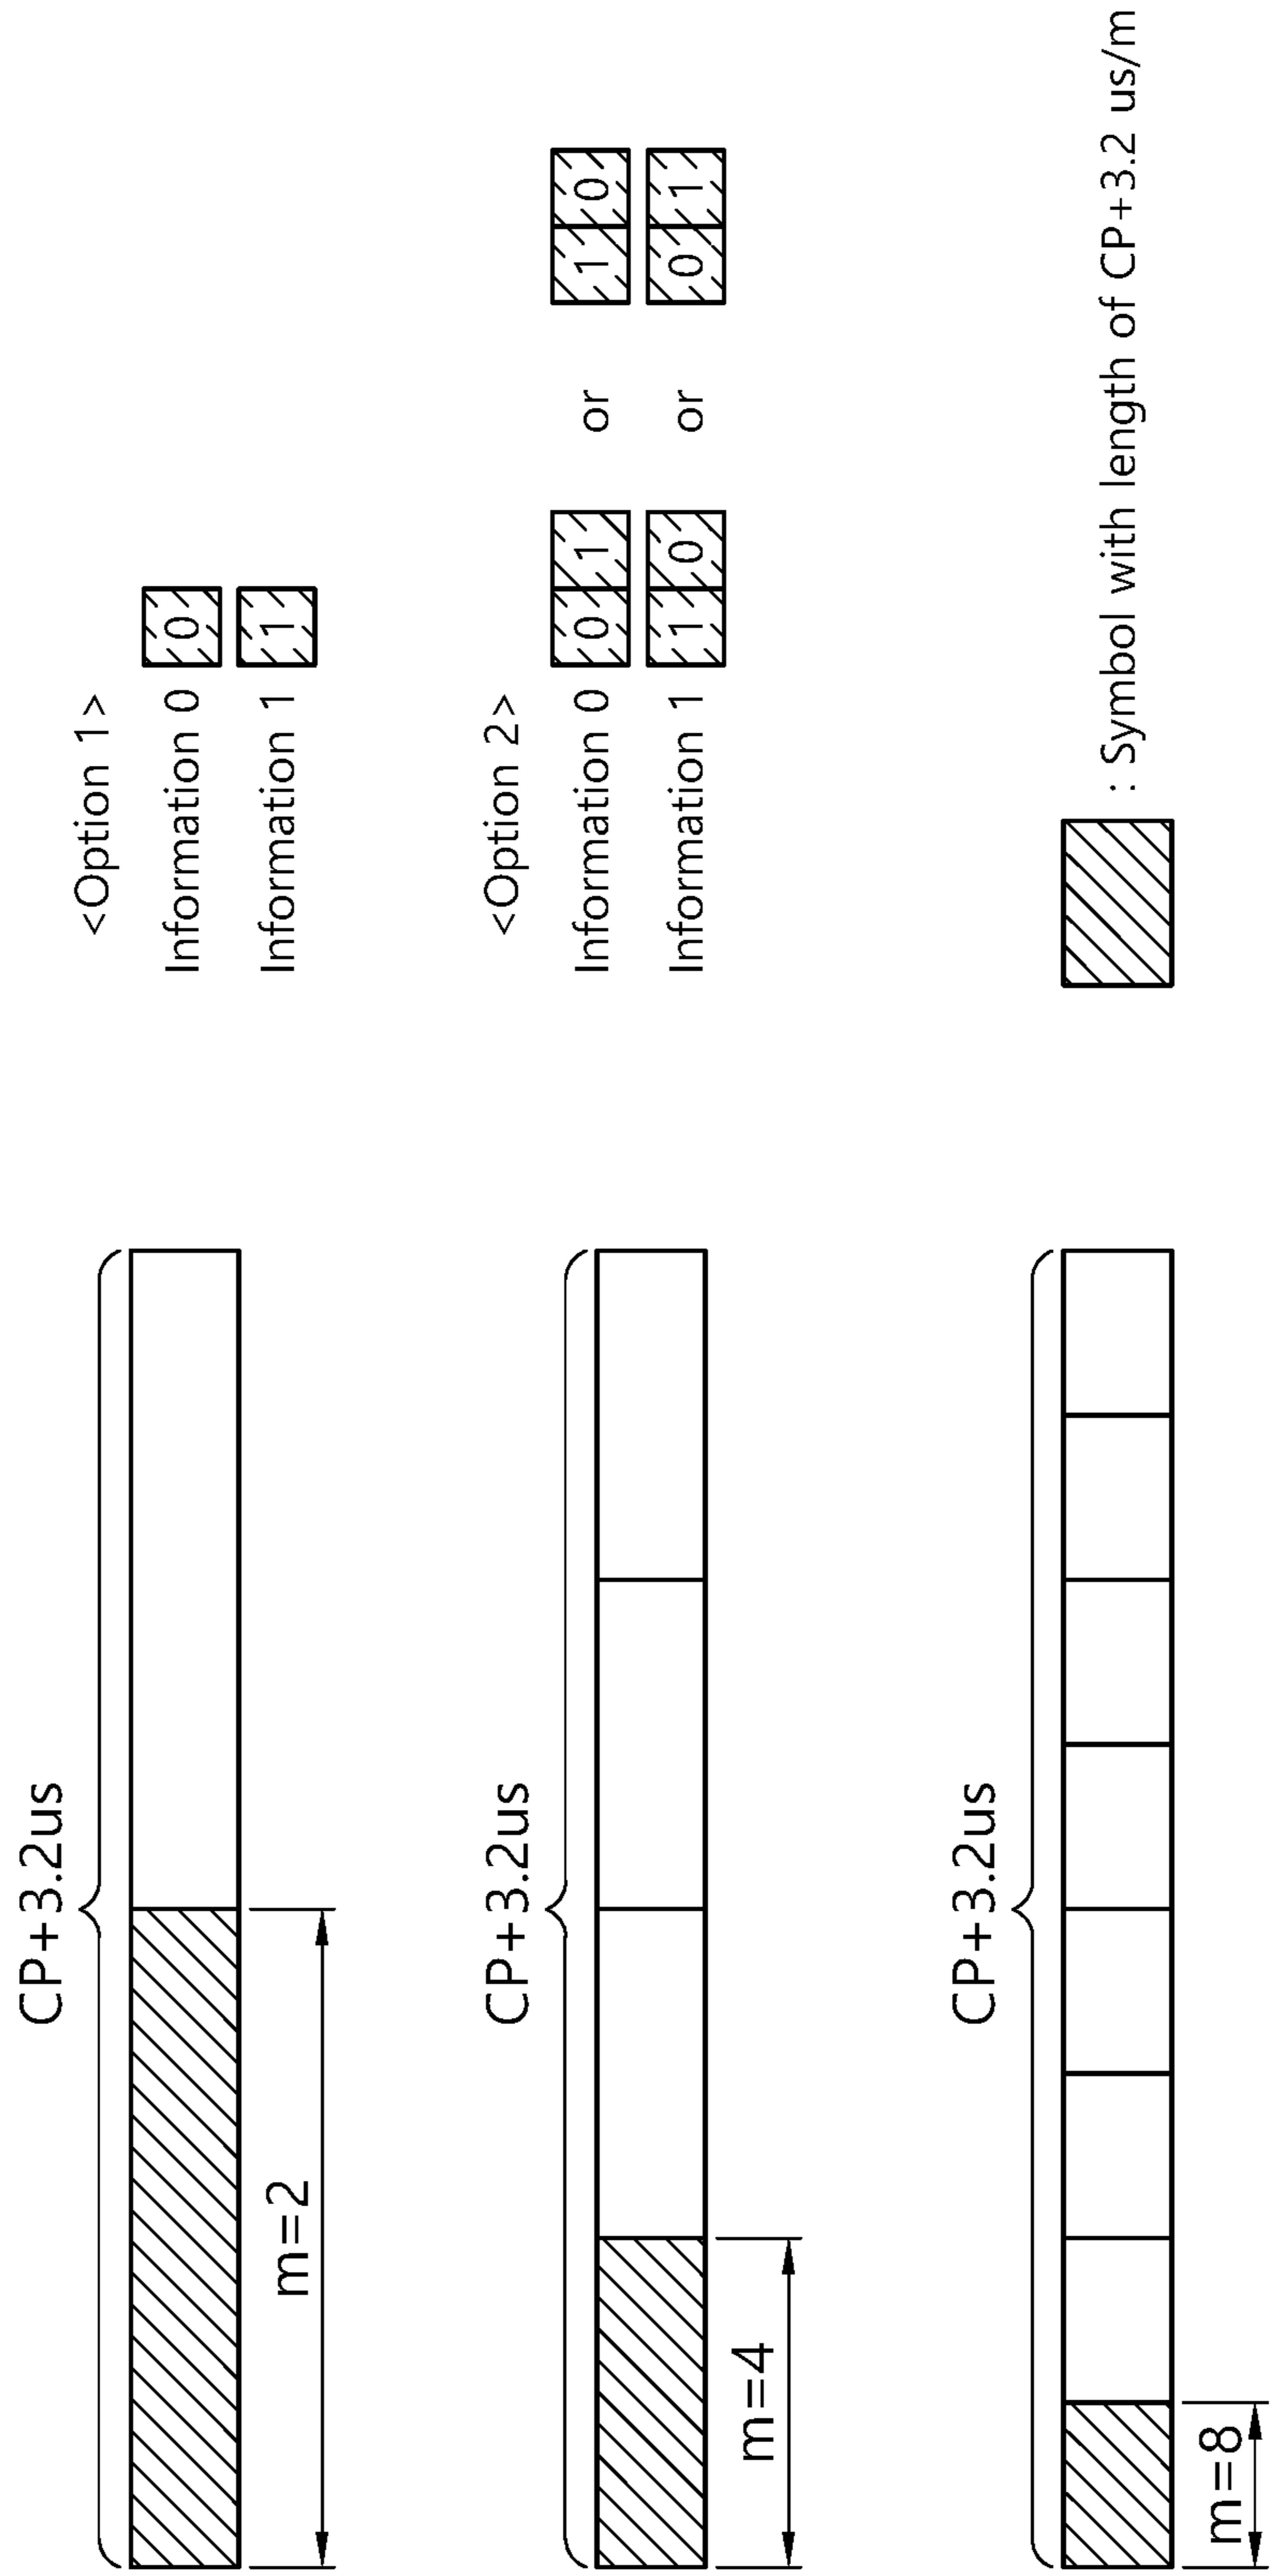 CP+3.2us
m=2
<Option 1>
Information 0 0
Information 1 1
CP+3.2us
m=4
<Option 2>
Information 0 0 1 or 1 0
Information 1 1 0 or 0 1
CP+3.2us
m=8
: Symbol with length of CP+3.2 us/m